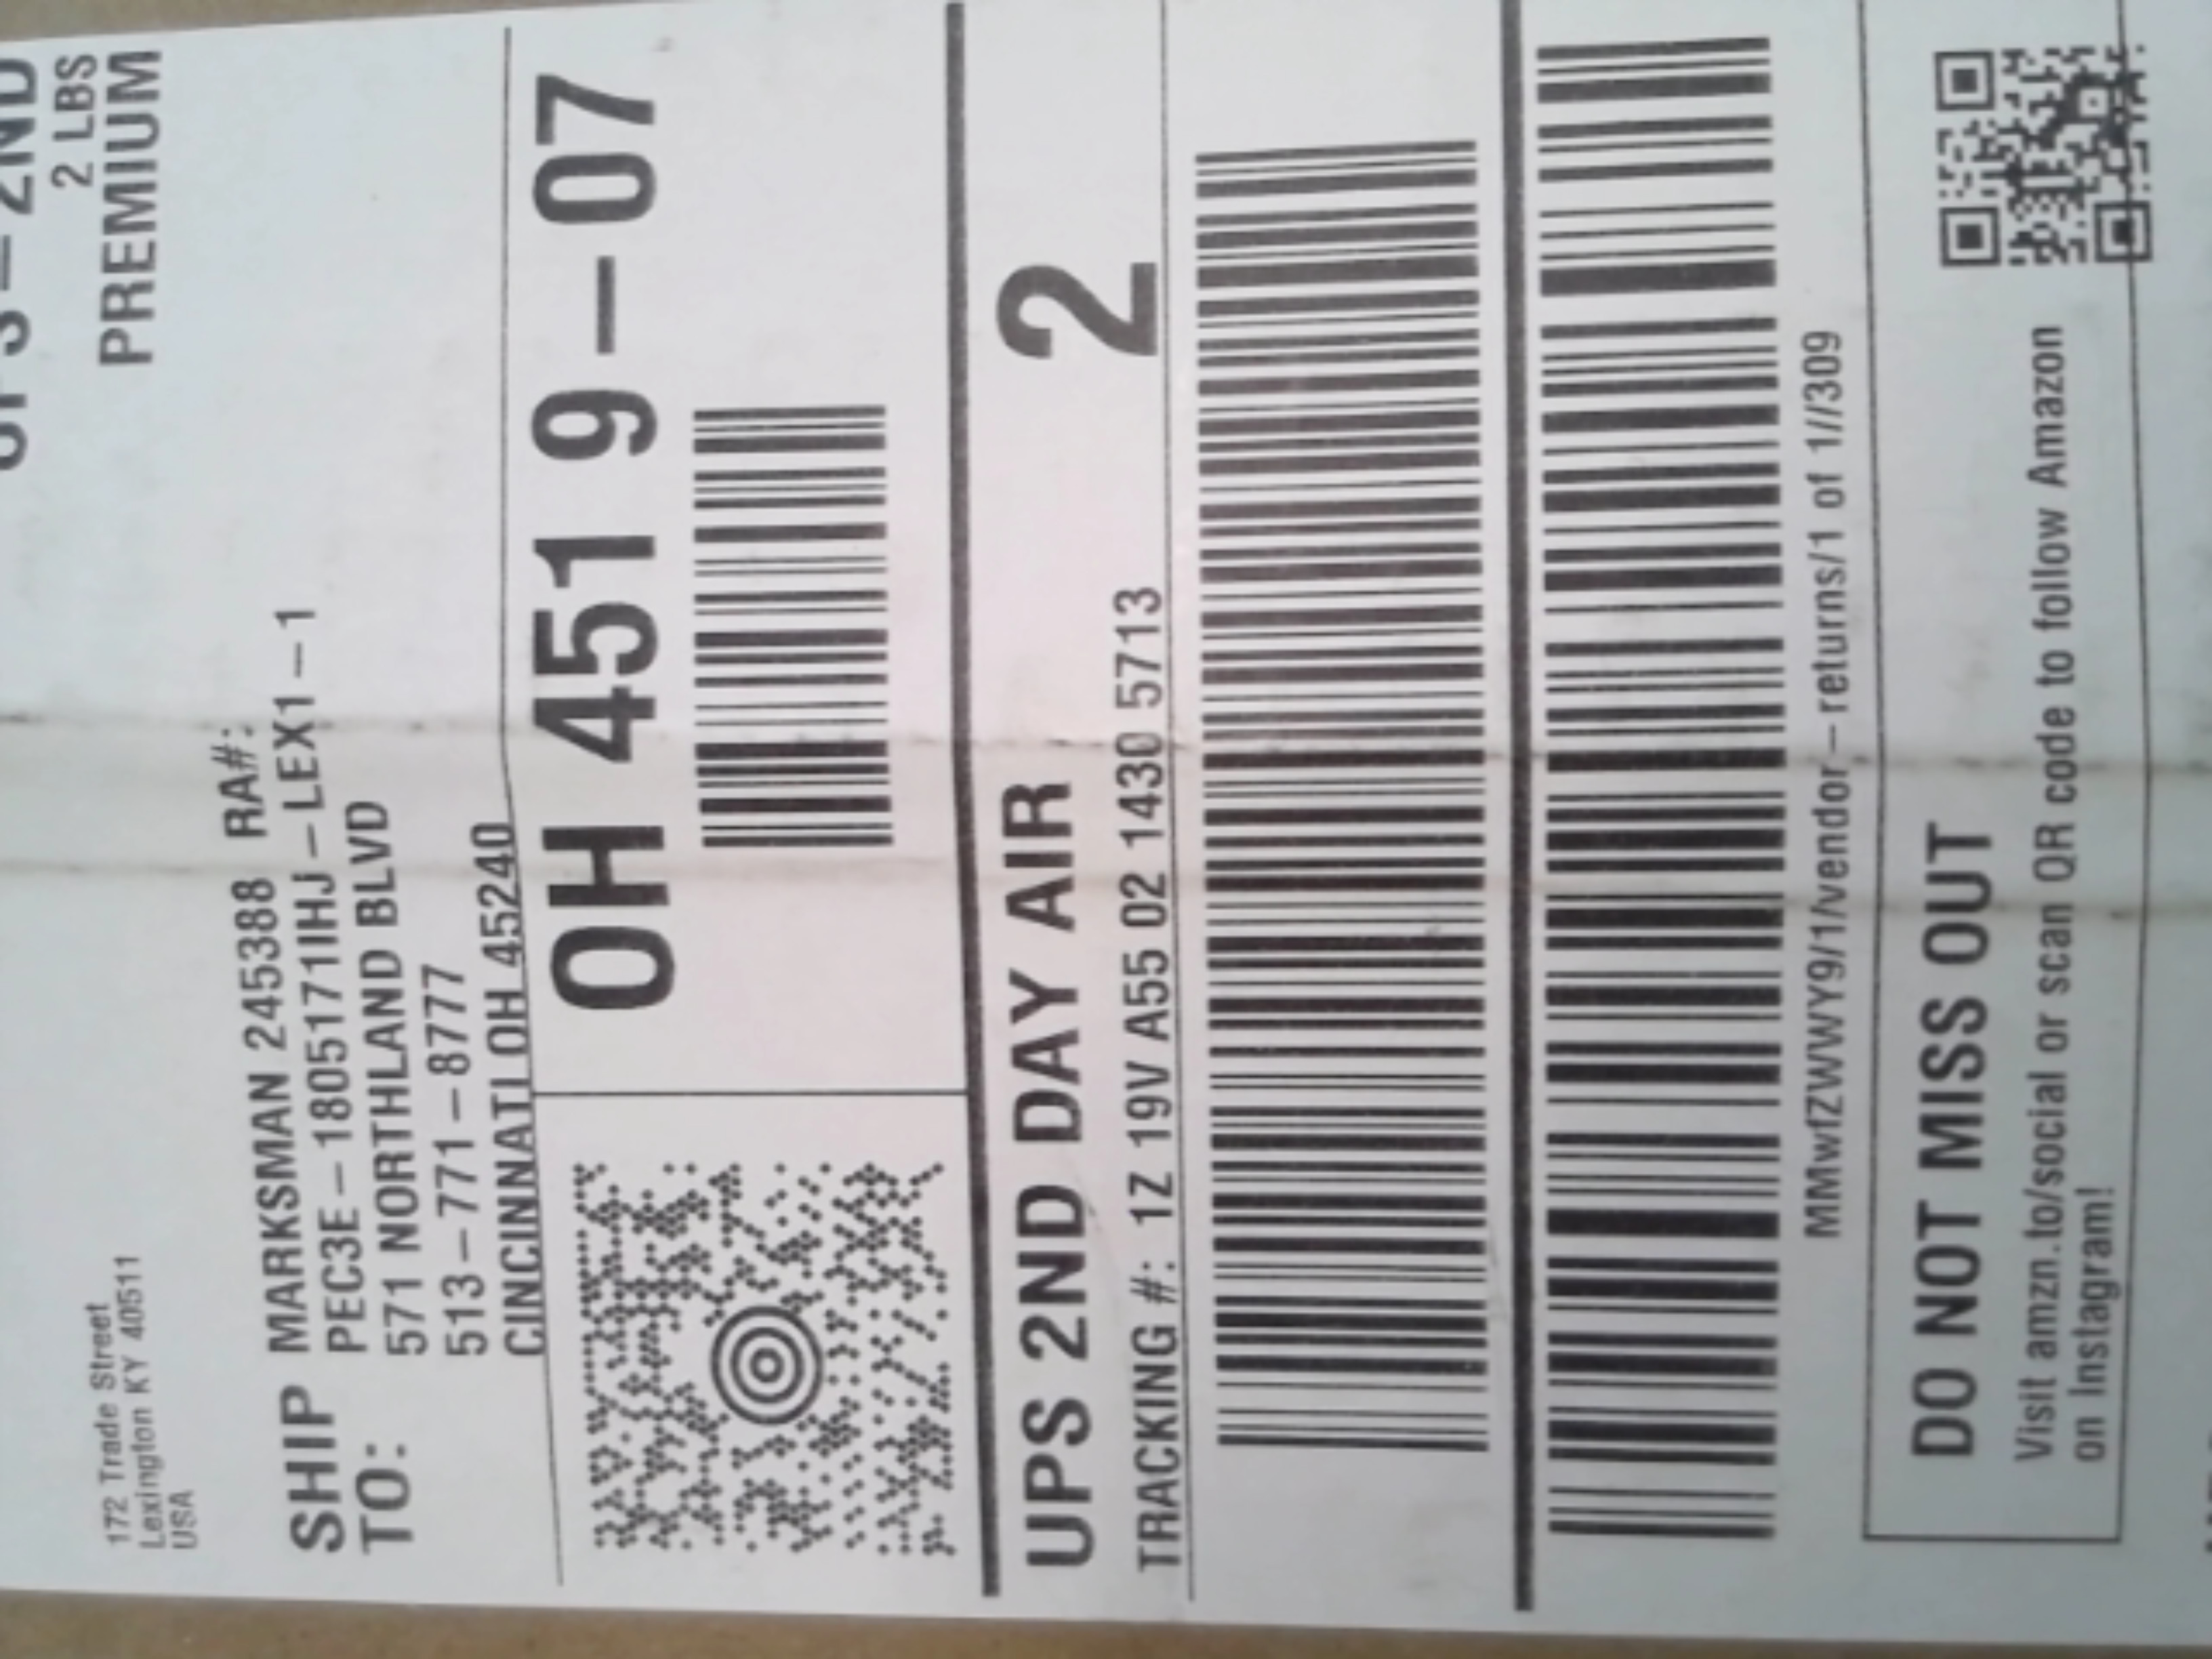 2 LBS
PREMIUM
172 Trade Street
Lexington KY 40511
USA
SHIP TO:
MARKSMAN 245388 RA#:
PEC3E-1805171IHJ-LEX1-1
571 NORTHLAND BLVD
513-771-8777
CINCINNATI OH 45240
OH 451 9-07
UPS 2ND DAY AIR 2
TRACKING #: 1Z 19V A55 02 1430 5713
MMwfZWWY9/1/vendor-returns/1 of 1//309
DO NOT MISS OUT
Visit amzn.to/social or scan QR code to follow Amazon
on Instagram!